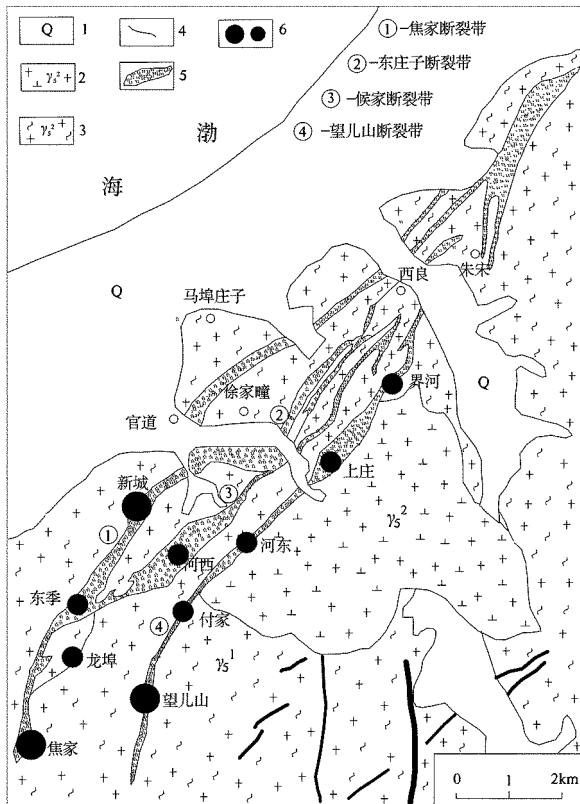 Q 1
γ₅² 2
γ₅² 3
4
5
6
①-焦家断裂带
②-东庄子断裂带
③-候家断裂带
④-望儿山断裂带
渤
海
Q
朱宋
西良
马埠庄子
界河
Q
徐家疃
②
官道
上庄
新城
③
γ₅²
①
河西
河东
东季
④
付家
龙埠
γ₅¹
望儿山
焦家
0 1 2km